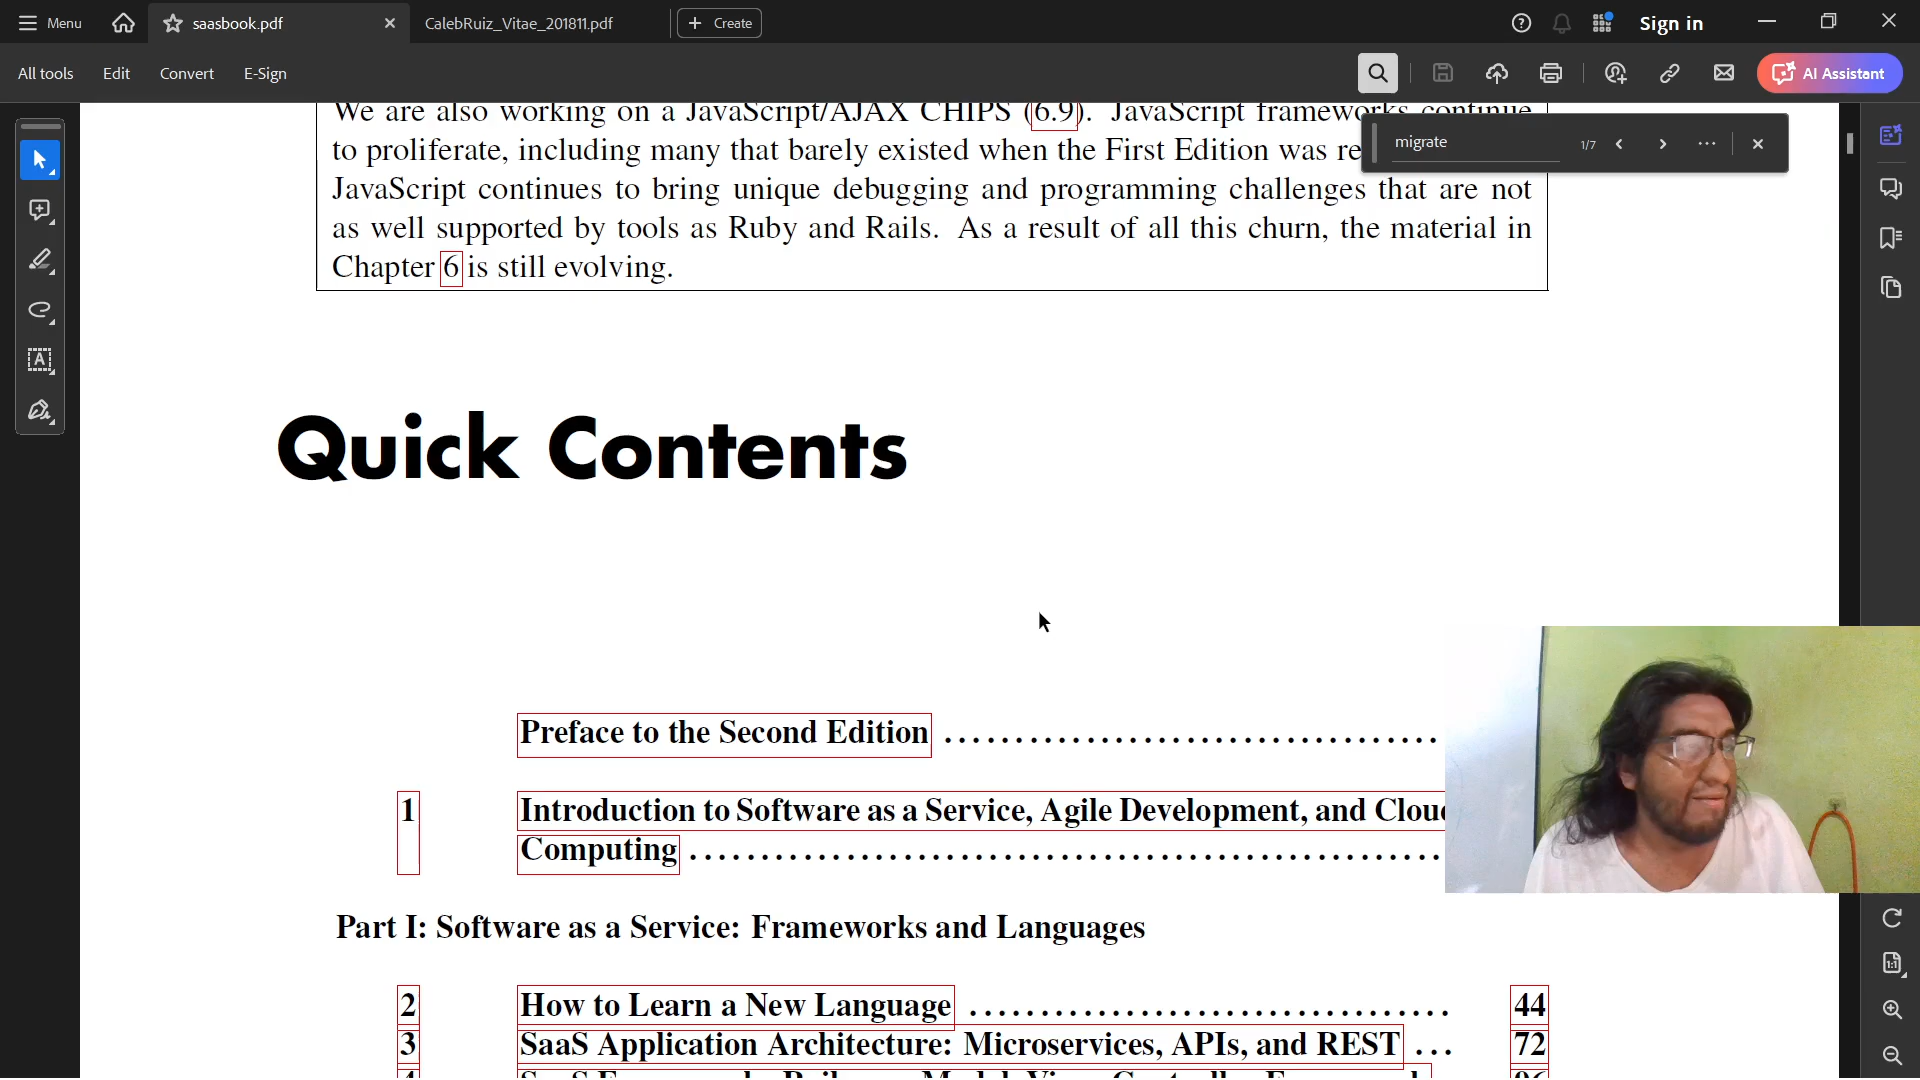 Menu
saasbook.pdf
CalebRuiz_Vitae_201811.pdf
Create
Sign in
All tools
Edit
Convert
E-Sign
AI Assistant
migrate
1/7
We are also working on a JavaScript/AJAX CHIPS (6.9). JavaScript frameworks continue
to proliferate, including many that barely existed when the First Edition was re
JavaScript continues to bring unique debugging and programming challenges that are not
as well supported by tools as Ruby and Rails. As a result of all this churn, the material in
Chapter 6 is still evolving.
Quick Contents
Preface to the Second Edition ........................................
1 Introduction to Software as a Service, Agile Development, and Clou
Computing ...........................................................
Part I: Software as a Service: Frameworks and Languages
2 How to Learn a New Language ............................ 44
3 SaaS Application Architecture: Microservices, APIs, and REST ... 72